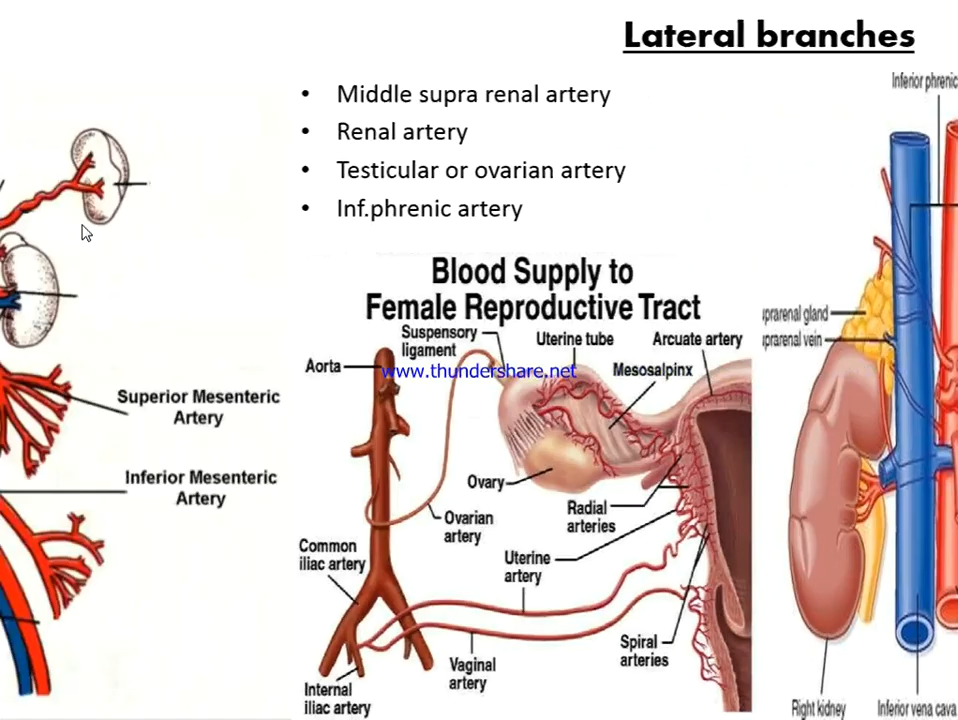 Lateral branches
• Middle supra renal artery
• Renal artery
• Testicular or ovarian artery
• Inf.phrenic artery
Superior Mesenteric
Artery
Inferior Mesenteric
Artery
Blood Supply to
Female Reproductive Tract
Suspensory
ligament
Uterine tube
Arcuate artery
Aorta
www.thundershare.net
Mesosalpinx
Ovary
Ovarian
artery
Radial
arteries
Common
iliac artery
Uterine
artery
Spiral
arteries
Vaginal
artery
Internal
iliac artery
Inferior phrenic
uprarenal gland
uprarenal vein
Right kidney
Inferior vena cava